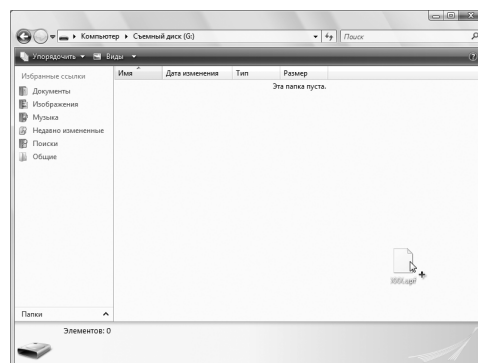 Компьютер ▸ Съемный диск (G:)
Поиск
Упорядочить Виды
Избранные ссылки
Документы
Изображения
Музыка
Недавно измененные
Поиски
Общие
Папки
Имя Дата изменения Тип Размер
Эта папка пуста.
Элементов: 0